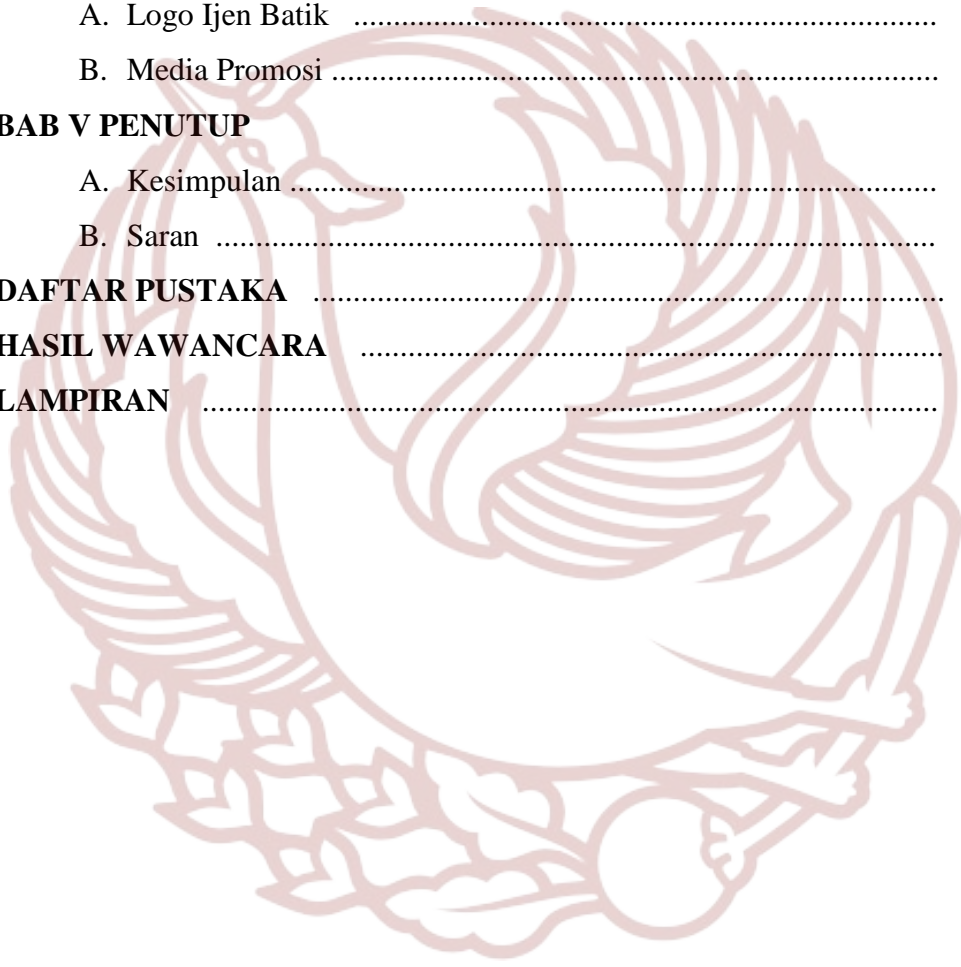 A. Logo Ijen Batik ........................................................................
B. Media Promosi ...........................................................................
BAB V PENUTUP
A. Kesimpulan ................................................................................
B. Saran .........................................................................................
DAFTAR PUSTAKA ..............................................................................
HASIL WAWANCARA ........................................................................
LAMPIRAN ...........................................................................................